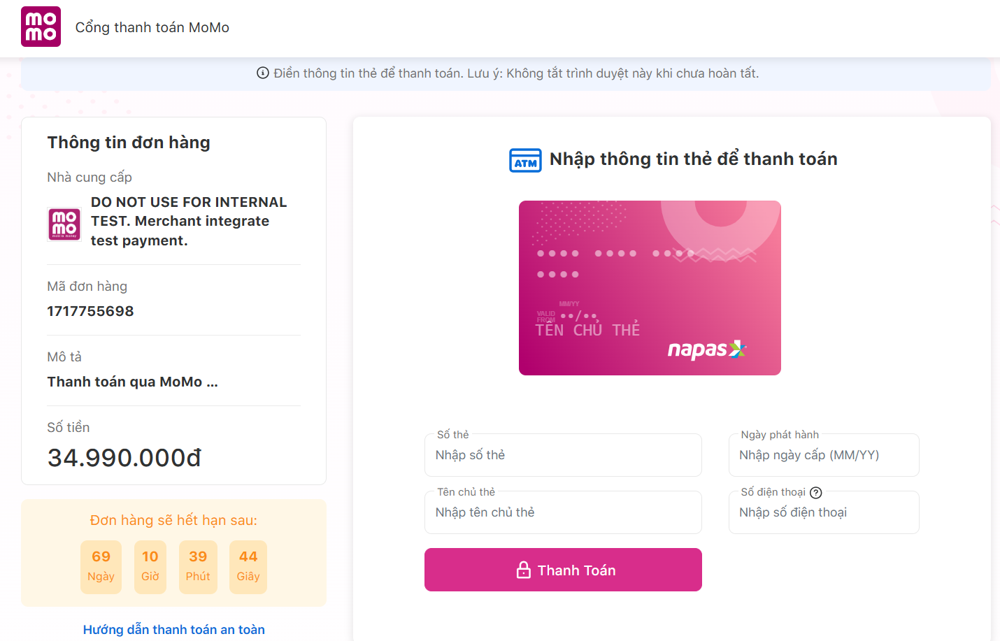 mo
mo
Cổng thanh toán MoMo
Điền thông tin thẻ để thanh toán. Lưu ý: Không tắt trình duyệt này khi chưa hoàn tất.
Thông tin đơn hàng
Nhà cung cấp
mo
mo
mobile money
DO NOT USE FOR INTERNAL
TEST. Merchant integrate
test payment.
Mã đơn hàng
1717755698
Mô tả
Thanh toán qua MoMo ...
Số tiền
34.990.000đ
Đơn hàng sẽ hết hạn sau:
69 10 39 44
Ngày Giờ Phút Giây
Hướng dẫn thanh toán an toàn
ATM
Nhập thông tin thẻ để thanh toán
•••• •••• ••••
••••
MM/YY
VALID
FROM
••/••
TÊN CHỦ THẺ
napas
Số thẻ
Nhập số thẻ
Ngày phát hành
Nhập ngày cấp (MM/YY)
Tên chủ thẻ
Nhập tên chủ thẻ
Số điện thoại ?
Nhập số điện thoại
Thanh Toán